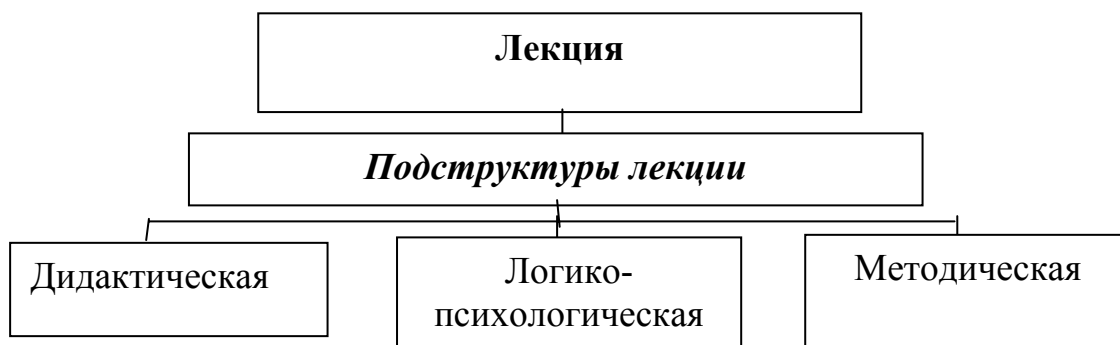 Лекция
Подструктуры лекции
Дидактическая
Логико-
психологическая
Методическая